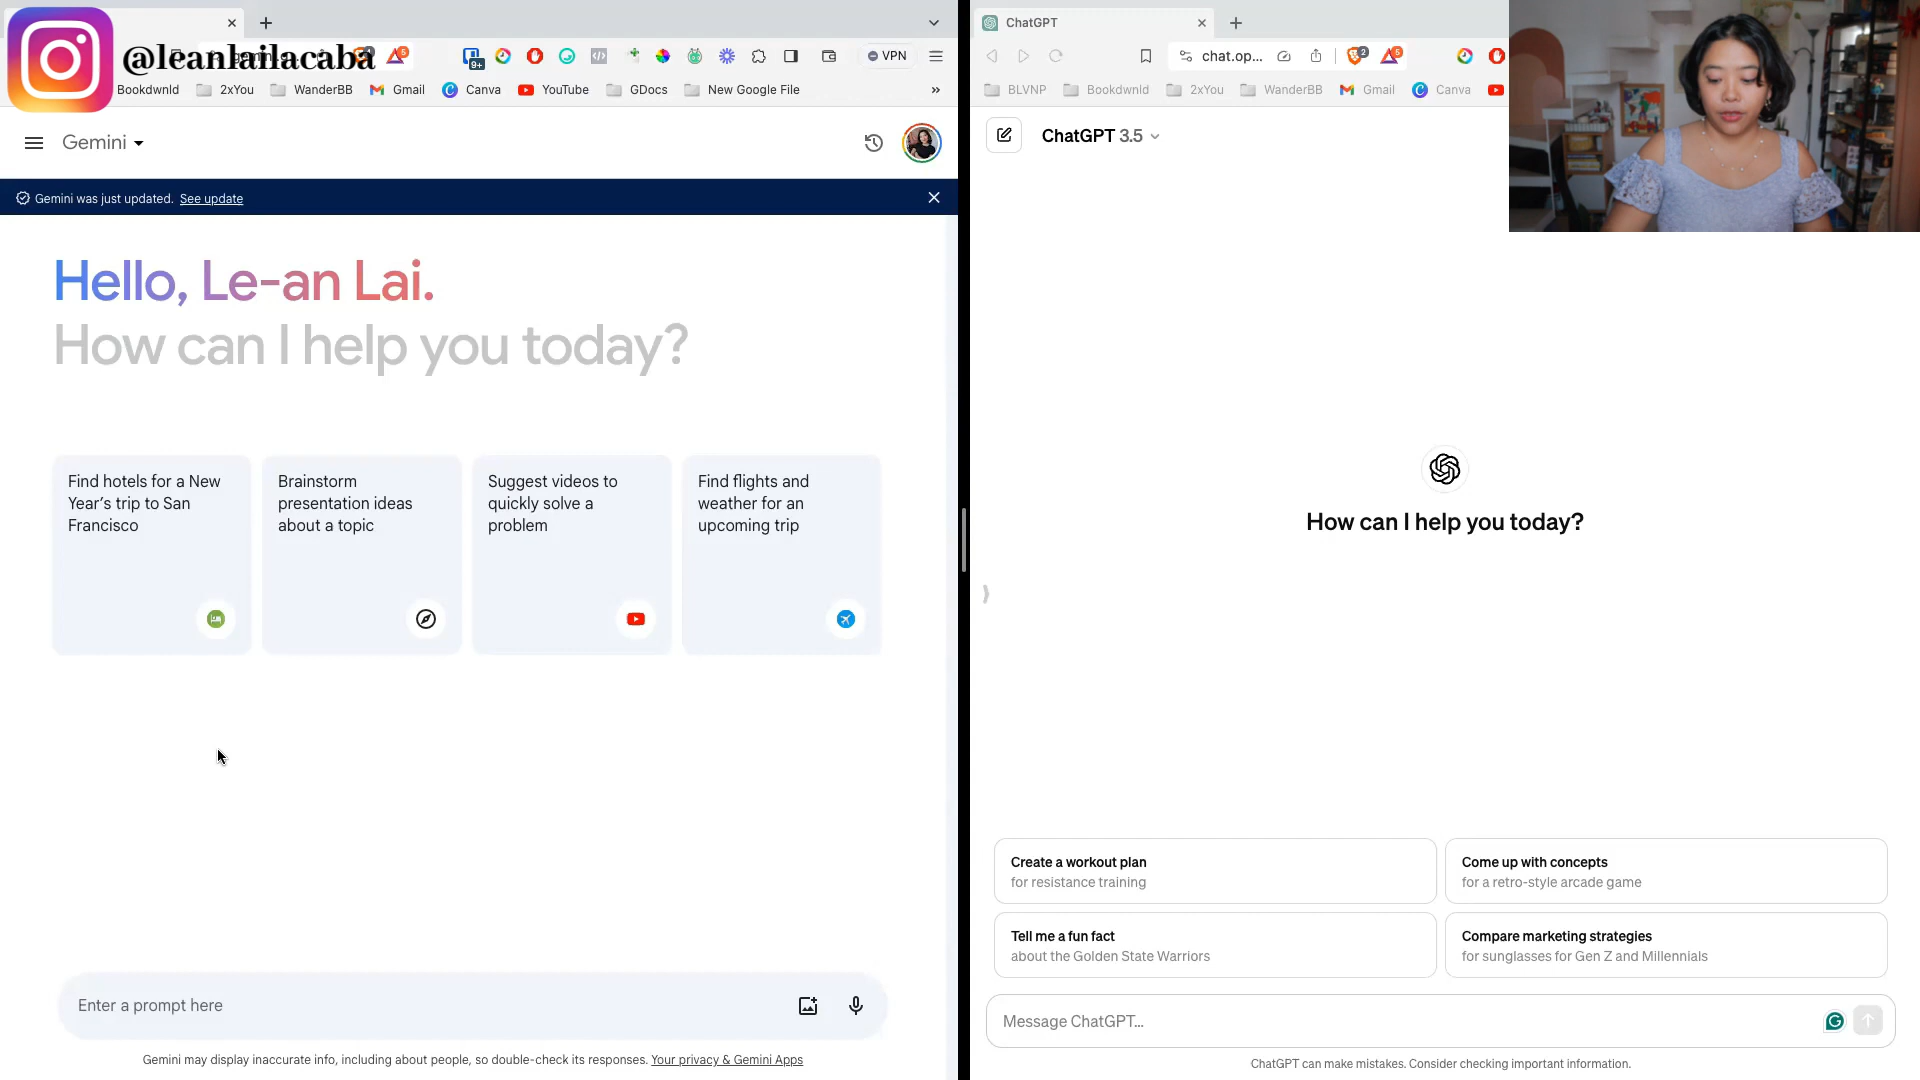 @leanlailacaba
9+
5
VPN
Bookdwnld
2xYou
WanderBB
Gmail
Canva
YouTube
GDocs
New Google File
»
Gemini
Gemini was just updated. See update
Hello, Le-an Lai.
How can I help you today?
Find hotels for a New
Year’s trip to San
Francisco
Brainstorm
presentation ideas
about a topic
Suggest videos to
quickly solve a
problem
Find flights and
weather for an
upcoming trip
Enter a prompt here
Gemini may display inaccurate info, including about people, so double-check its responses. Your privacy & Gemini Apps
ChatGPT
chat.op...
2
5
BLVNP
Bookdwnld
2xYou
WanderBB
Gmail
Canva
ChatGPT 3.5
How can I help you today?
Create a workout plan
for resistance training
Come up with concepts
for a retro-style arcade game
Tell me a fun fact
about the Golden State Warriors
Compare marketing strategies
for sunglasses for Gen Z and Millennials
Message ChatGPT...
ChatGPT can make mistakes. Consider checking important information.